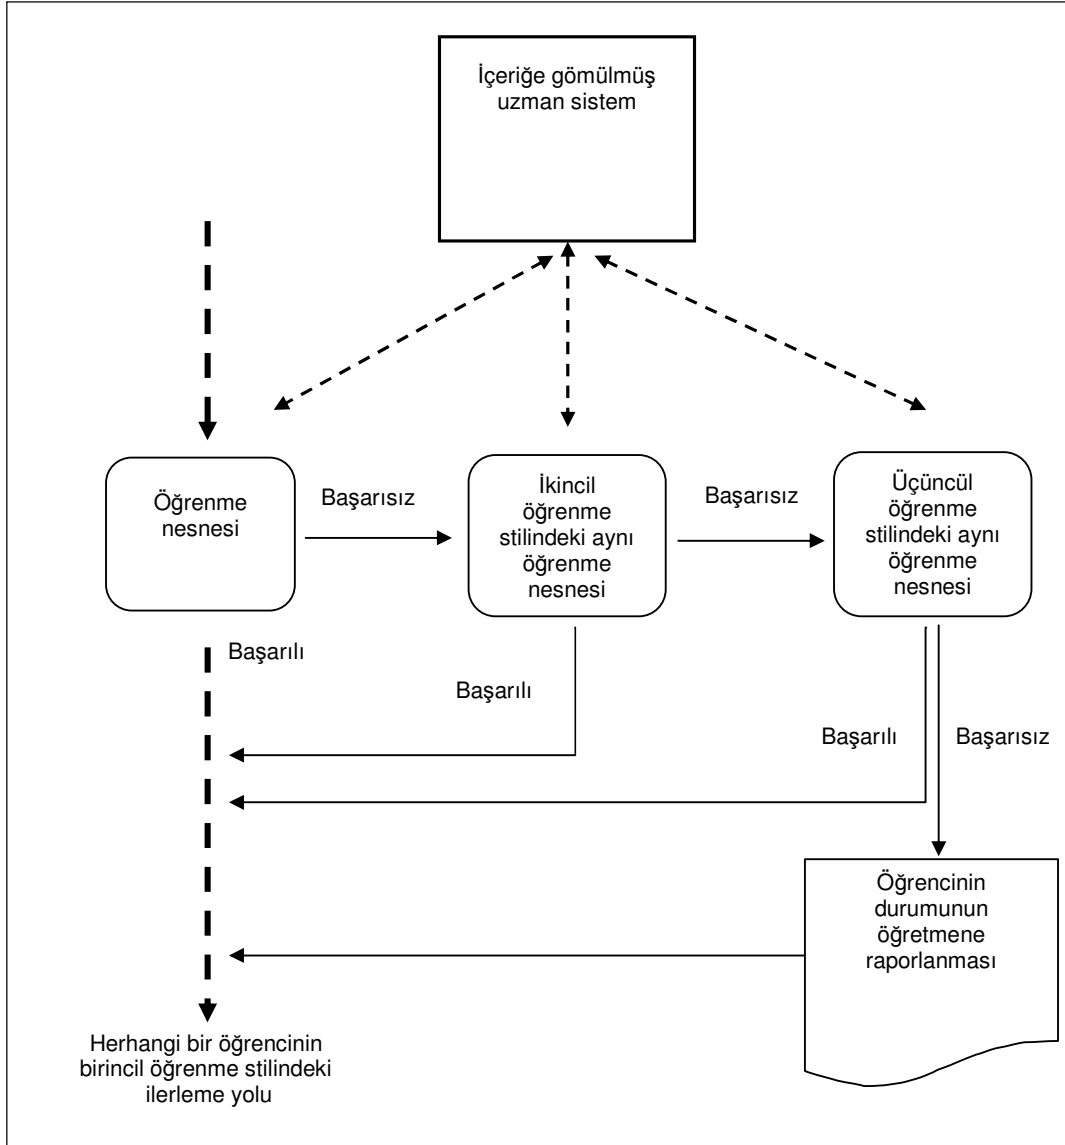 İçeriğe gömülmüş
uzman sistem
Öğrenme
nesnesi
Başarısız
İkincil
öğrenme
stilindeki aynı
öğrenme
nesnesi
Başarısız
Üçüncül
öğrenme
stilindeki aynı
öğrenme
nesnesi
Başarılı
Başarılı
Başarılı
Başarısız
Öğrencinin
durumunun
öğretmene
raporlanması
Herhangi bir öğrencinin
birincil öğrenme stilindeki
ilerleme yolu